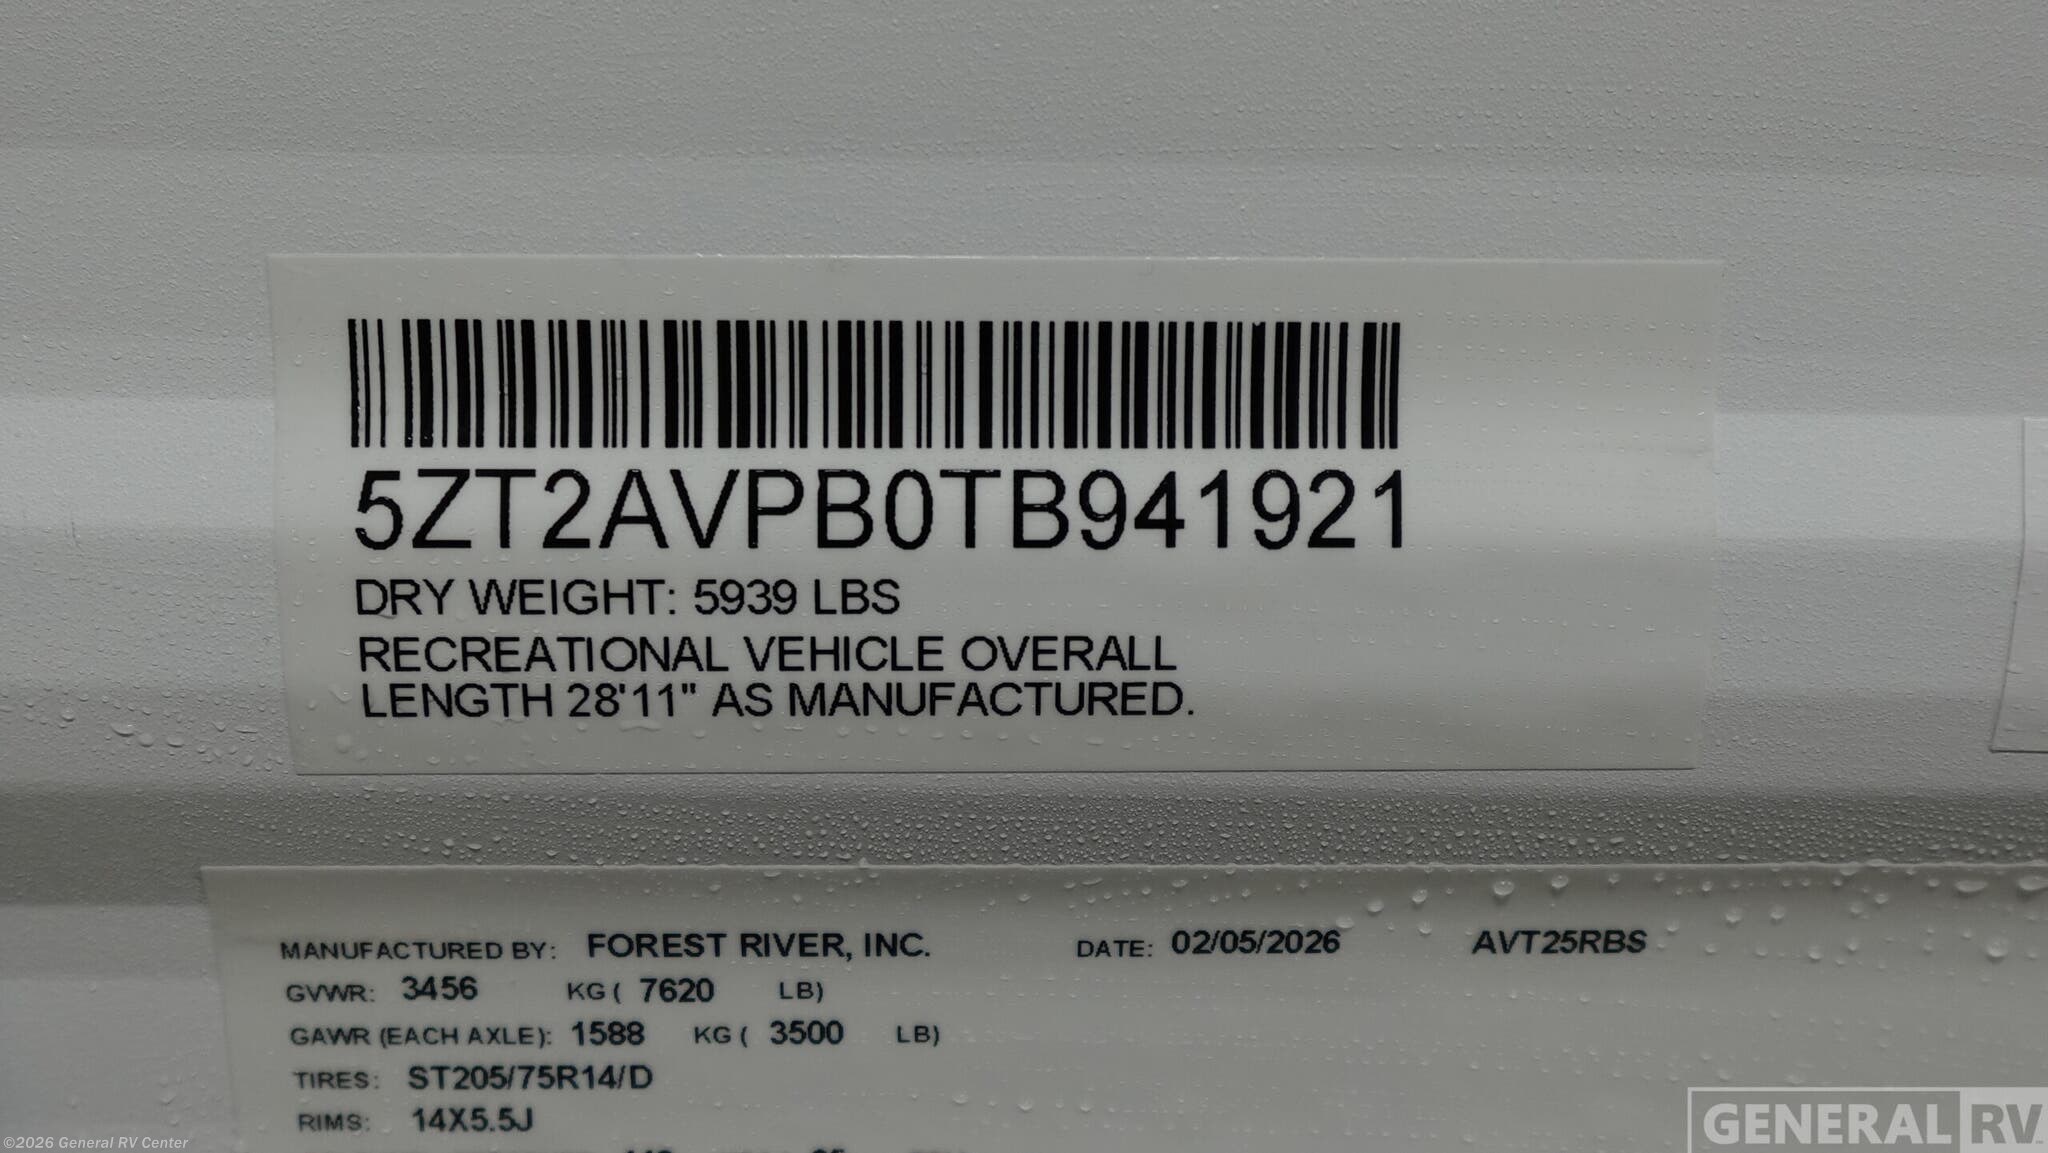 5ZT2AVPB0TB941921
DRY WEIGHT: 5939 LBS
RECREATIONAL VEHICLE OVERALL
LENGTH 28'11" AS MANUFACTURED.
MANUFACTURED BY: FOREST RIVER, INC. DATE: 02/05/2026 AVT25RBS
GVWR: 3456 KG ( 7620 LB)
GAWR (EACH AXLE): 1588 KG ( 3500 LB)
TIRES: ST205/75R14/D
RIMS: 14X5.5J
©2026 General RV Center
GENERAL RV